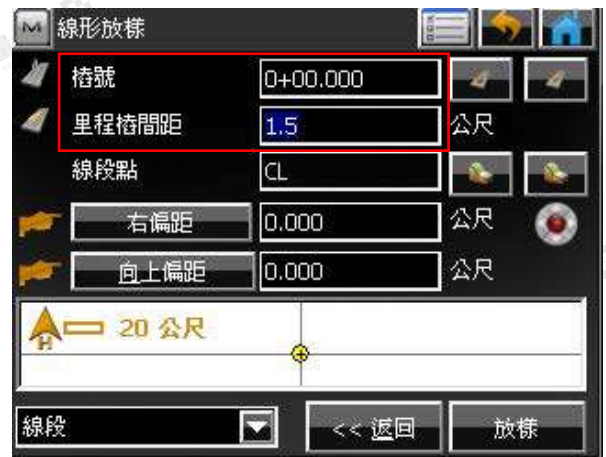 線形放樣
樁號 0+00.000
里程樁間距 1.5 公尺
線段點 CL
右偏距 0.000 公尺
向上偏距 0.000 公尺
20 公尺
線段 << 返回 放樣